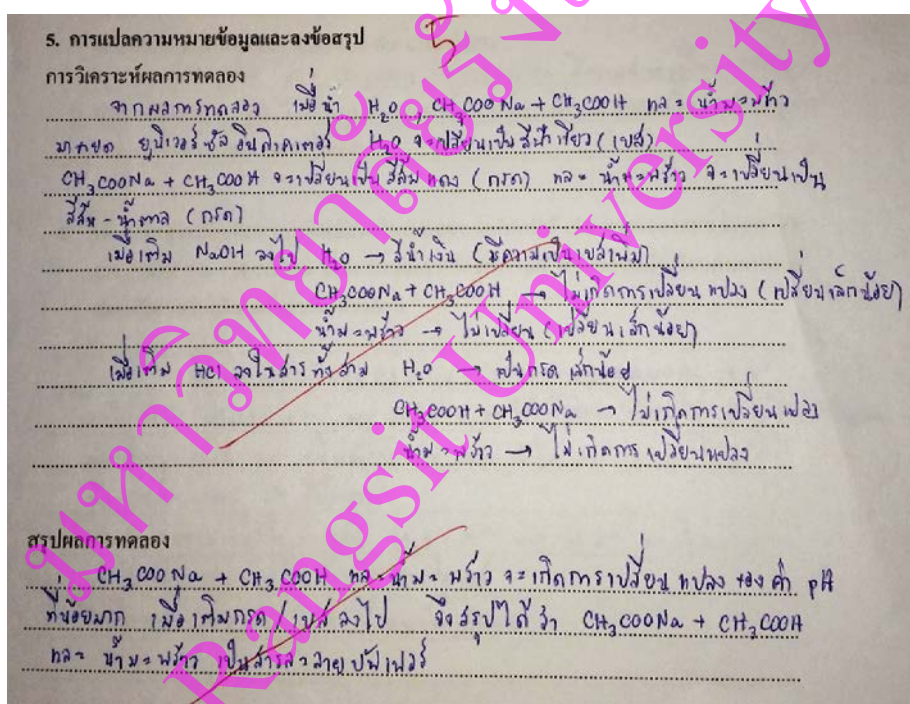 5. การแปลความหมายข้อมูลและลงข้อสรุป
5
การวิเคราะห์ผลการทดลอง
จากผลการทดลอง เมื่อนำ H₂O , CH₃COONa + CH₃COOH และ น้ำมะพร้าว
มาหยด ยูนิเวอร์ซัลอินดิเคเตอร์ H₂O จะเปลี่ยนเป็นสีน้ำเขียว (เบส)
CH₃COONa + CH₃COOH จะเปลี่ยนเป็น สีส้มแดง (กรด) และ น้ำมะพร้าว จะเปลี่ยนเป็น
สีส้ม - น้ำตาล (กรด)
เมื่อเติม NaOH ลงไป H₂O → สีน้ำเงิน (มีความเป็นเบสเพิ่ม)
CH₃COONa + CH₃COOH → ไม่เกิดการเปลี่ยนแปลง (เปลี่ยนเล็กน้อย)
น้ำมะพร้าว → ไม่เปลี่ยน (เปลี่ยนเล็กน้อย)
เมื่อเติม HCl ลงในสารทั้งสาม H₂O → เป็นกรดเล็กน้อย
CH₃COOH + CH₃COONa → ไม่เกิดการเปลี่ยนแปลง
น้ำมะพร้าว → ไม่เกิดการเปลี่ยนแปลง
สรุปผลการทดลอง
CH₃COONa + CH₃COOH และน้ำมะพร้าว จะเกิดการเปลี่ยนแปลงของค่า pH
ที่น้อยมาก เมื่อเติมกรด/เบส ลงไป จึงสรุปได้ว่า CH₃COONa + CH₃COOH
และ น้ำมะพร้าว เป็นสารละลายบัฟเฟอร์
มหาวิทยาลัยรังสิต
Rangsit University